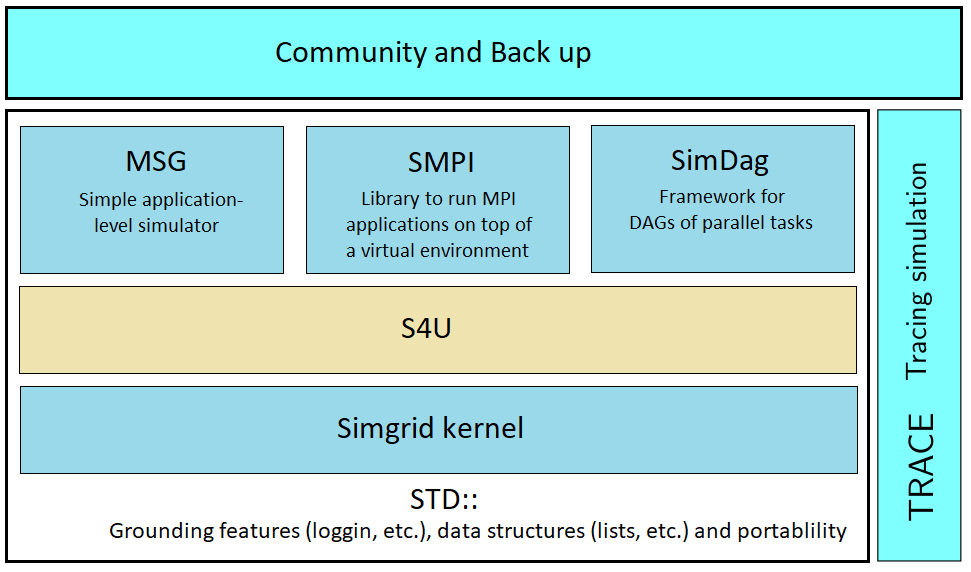 Community and Back up
MSG
Simple application-
level simulator
SMPI
Library to run MPI
applications on top of
a virtual environment
SimDag
Framework for
DAGs of parallel tasks
S4U
Simgrid kernel
STD::
Grounding features (loggin, etc.), data structures (lists, etc.) and portablility
TRACE Tracing simulation